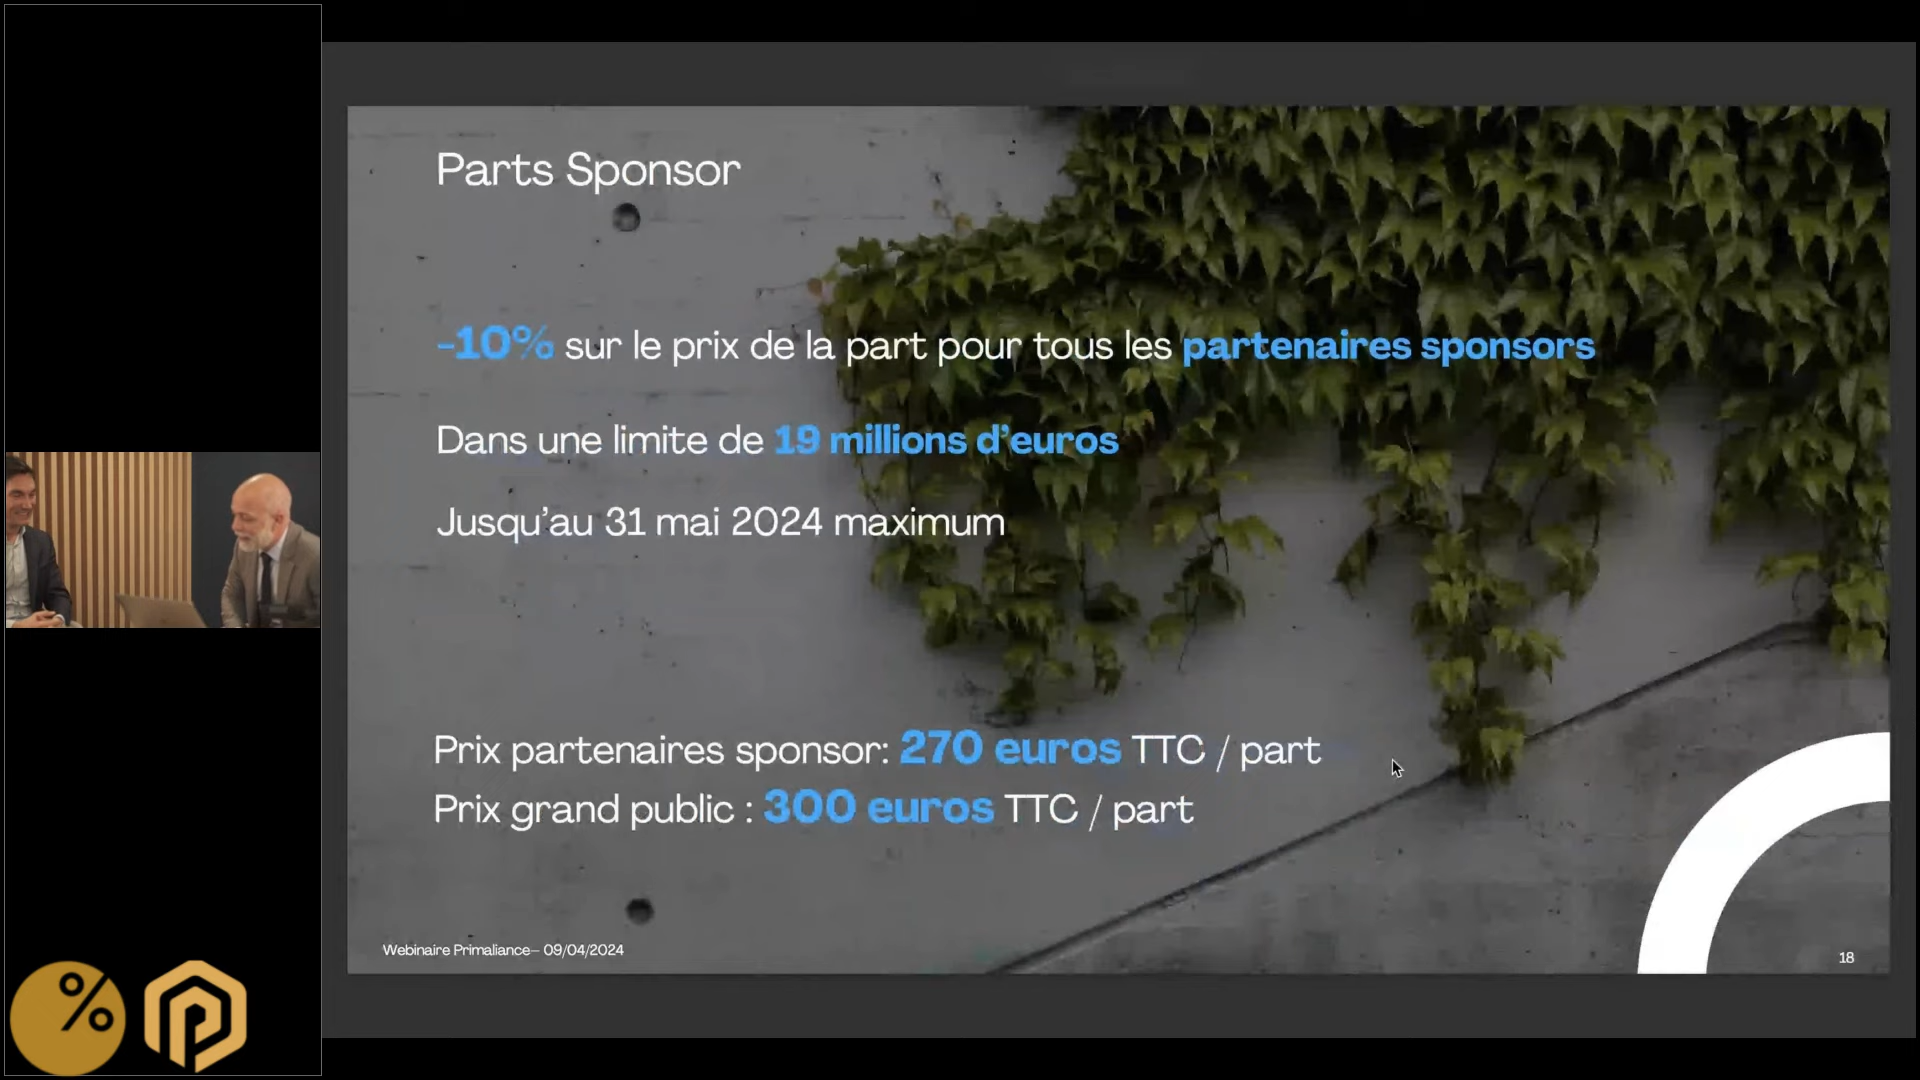 Parts Sponsor
-10% sur le prix de la part pour tous les partenaires sponsors
Dans une limite de 19 millions d'euros
Jusqu'au 31 mai 2024 maximum
Prix partenaires sponsor: 270 euros TTC / part
Prix grand public : 300 euros TTC / part
Webinaire Primaliance– 09/04/2024
18
%